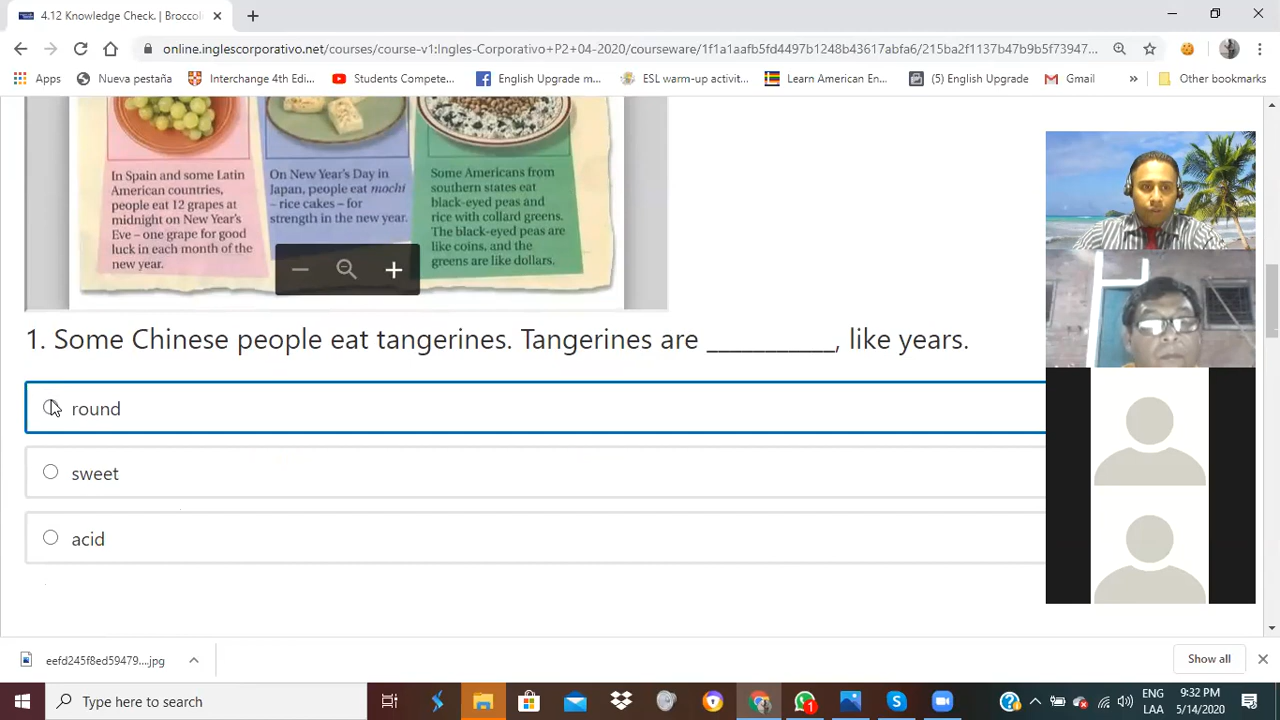 4.12 Knowledge Check. | Broccol
online.inglescorporativo.net/courses/course-v1:Ingles-Corporativo+P2+04-2020/courseware/1f1a1aafb5fd4497b1248b43617abfa6/215ba2f1137b47b9b5f73947...
Apps
Nueva pestaña
Interchange 4th Edi...
Students Compete...
English Upgrade m...
ESL warm-up activit...
Learn American En...
(5) English Upgrade
Gmail
»
Other bookmarks
In Spain and some Latin
American countries,
people eat 12 grapes at
midnight on New Year's
Eve – one grape for good
luck in each month of the
new year.
On New Year's Day in
Japan, people eat mochi
– rice cakes – for
strength in the new year.
Some Americans from
southern states eat
black-eyed peas and
rice with collard greens.
The black-eyed peas are
like coins, and the
greens are like dollars.
1. Some Chinese people eat tangerines. Tangerines are ___________, like years.
round
sweet
acid
eefd245f8ed59479....jpg
Show all
Type here to search
1
ENG
LAA
9:32 PM
5/14/2020